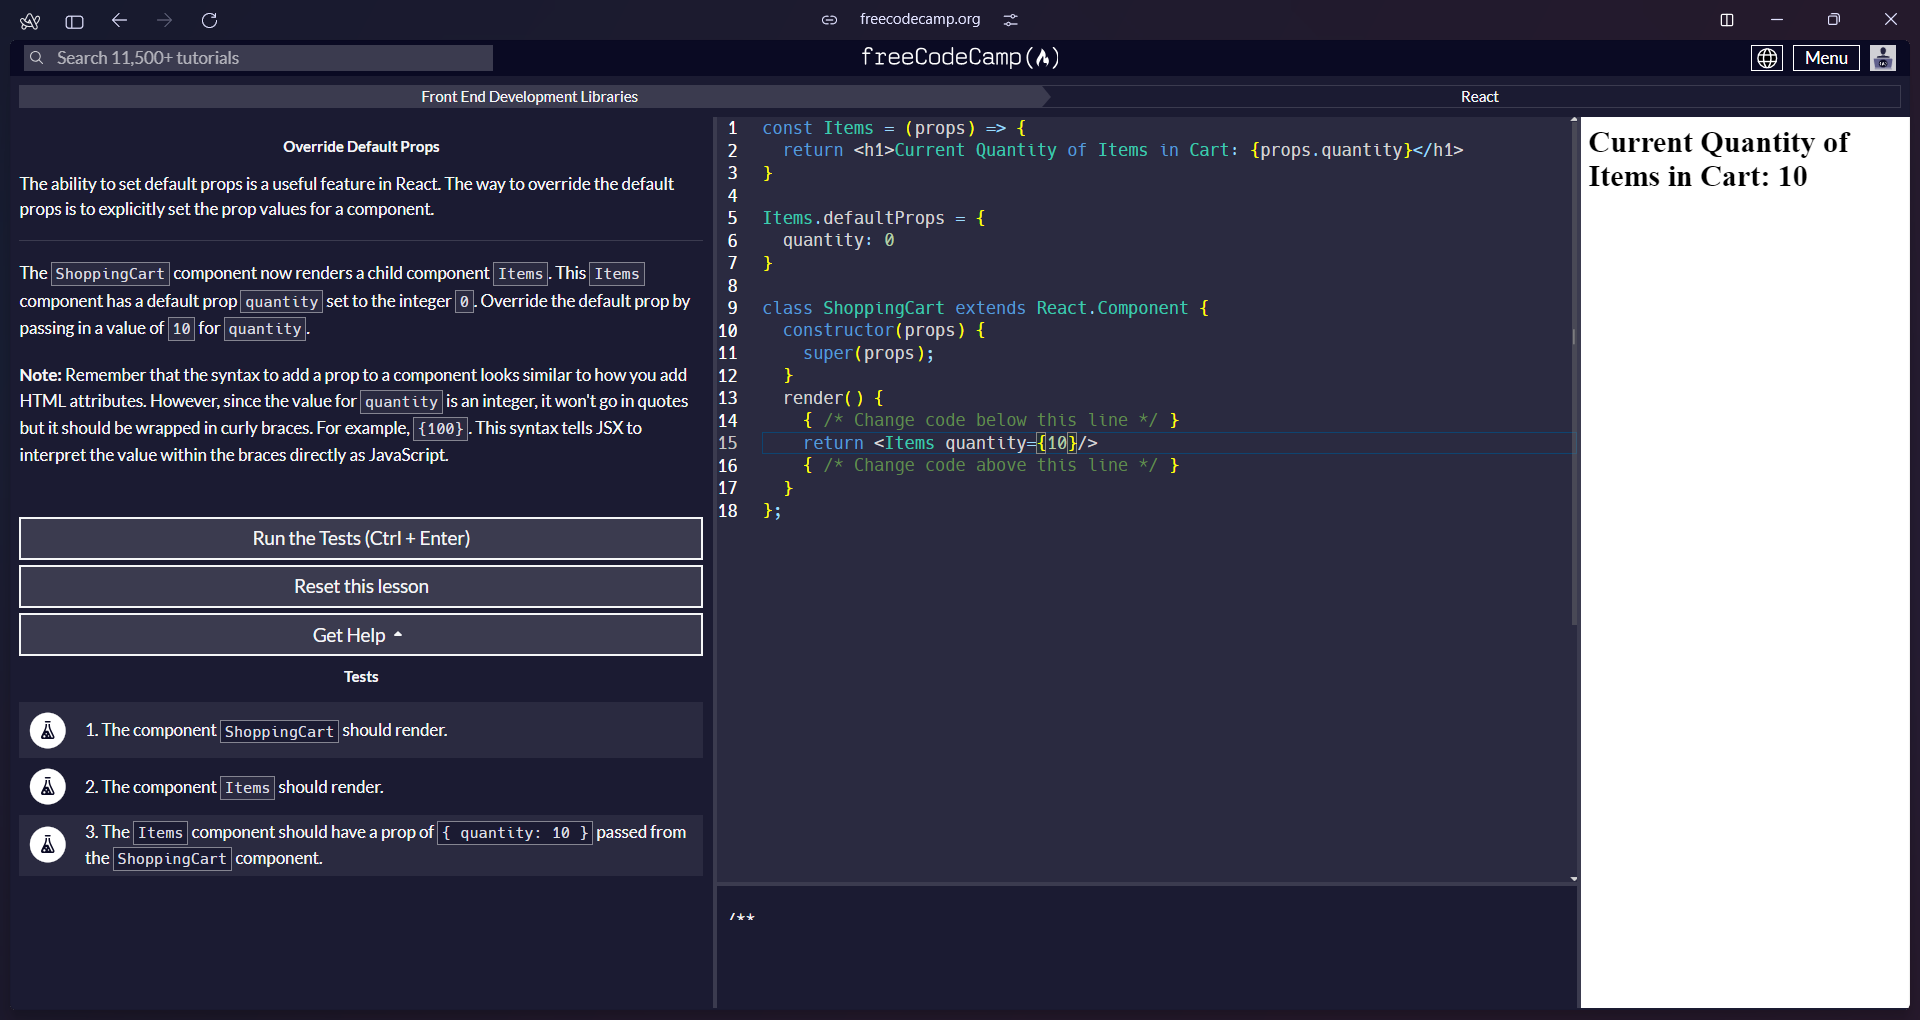 freecodecamp.org
Search 11,500+ tutorials
freeCodeCamp(🔥)
Menu
Front End Development Libraries
React
Override Default Props
The ability to set default props is a useful feature in React. The way to override the default
props is to explicitly set the prop values for a component.
The ShoppingCart component now renders a child component Items. This Items
component has a default prop quantity set to the integer 0. Override the default prop by
passing in a value of 10 for quantity.
Note: Remember that the syntax to add a prop to a component looks similar to how you add
HTML attributes. However, since the value for quantity is an integer, it won't go in quotes
but it should be wrapped in curly braces. For example, {100}. This syntax tells JSX to
interpret the value within the braces directly as JavaScript.
Run the Tests (Ctrl + Enter)
Reset this lesson
Get Help
Tests
1. The component ShoppingCart should render.
2. The component Items should render.
3. The Items component should have a prop of { quantity: 10 } passed from
the ShoppingCart component.
1 const Items = (props) => {
2   return <h1>Current Quantity of Items in Cart: {props.quantity}</h1>
3 }
4
5 Items.defaultProps = {
6   quantity: 0
7 }
8
9 class ShoppingCart extends React.Component {
10   constructor(props) {
11     super(props);
12   }
13   render() {
14     { /* Change code below this line */ }
15     return <Items quantity={10}/>
16     { /* Change code above this line */ }
17   }
18 };
/**
Current Quantity of
Items in Cart: 10